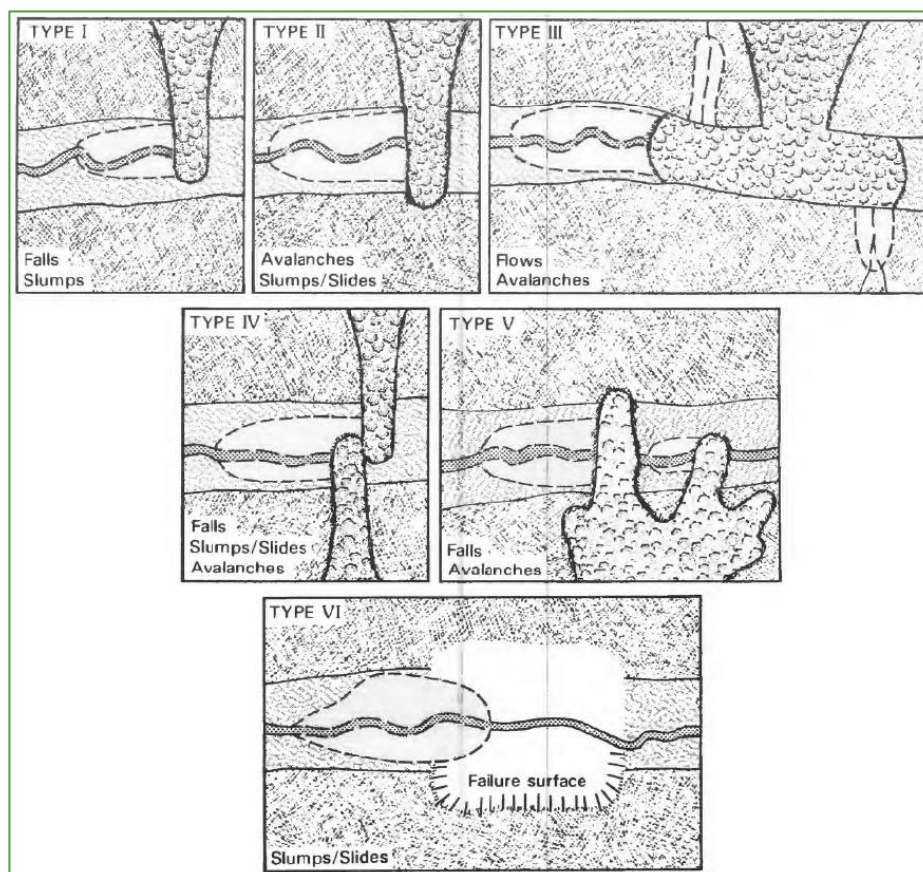 TYPE I
Falls
Slumps
TYPE II
Avalanches
Slumps/Slides
TYPE III
Flows
Avalanches
TYPE IV
Falls
Slumps/Slides
Avalanches
TYPE V
Falls
Avalanches
TYPE VI
Failure surface
Slumps/Slides